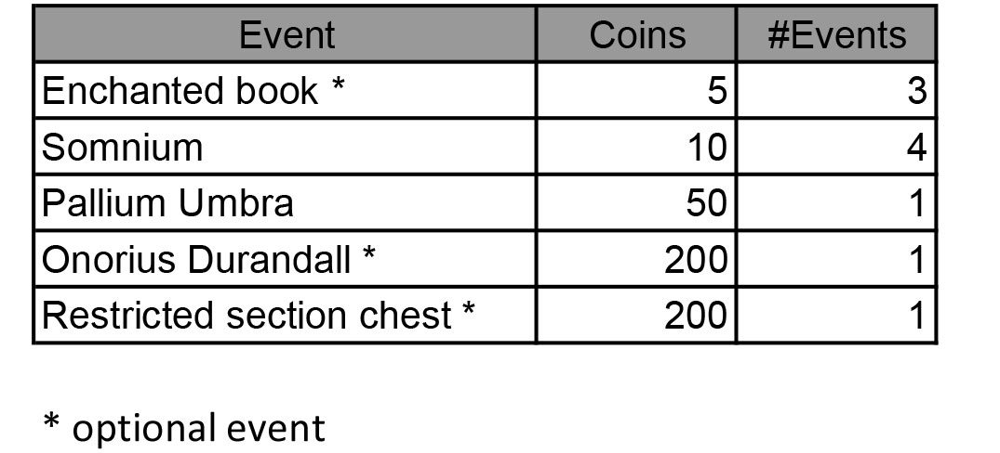 Event Coins #Events
Enchanted book * 5 3
Somnium 10 4
Pallium Umbra 50 1
Onorius Durandall * 200 1
Restricted section chest * 200 1
* optional event